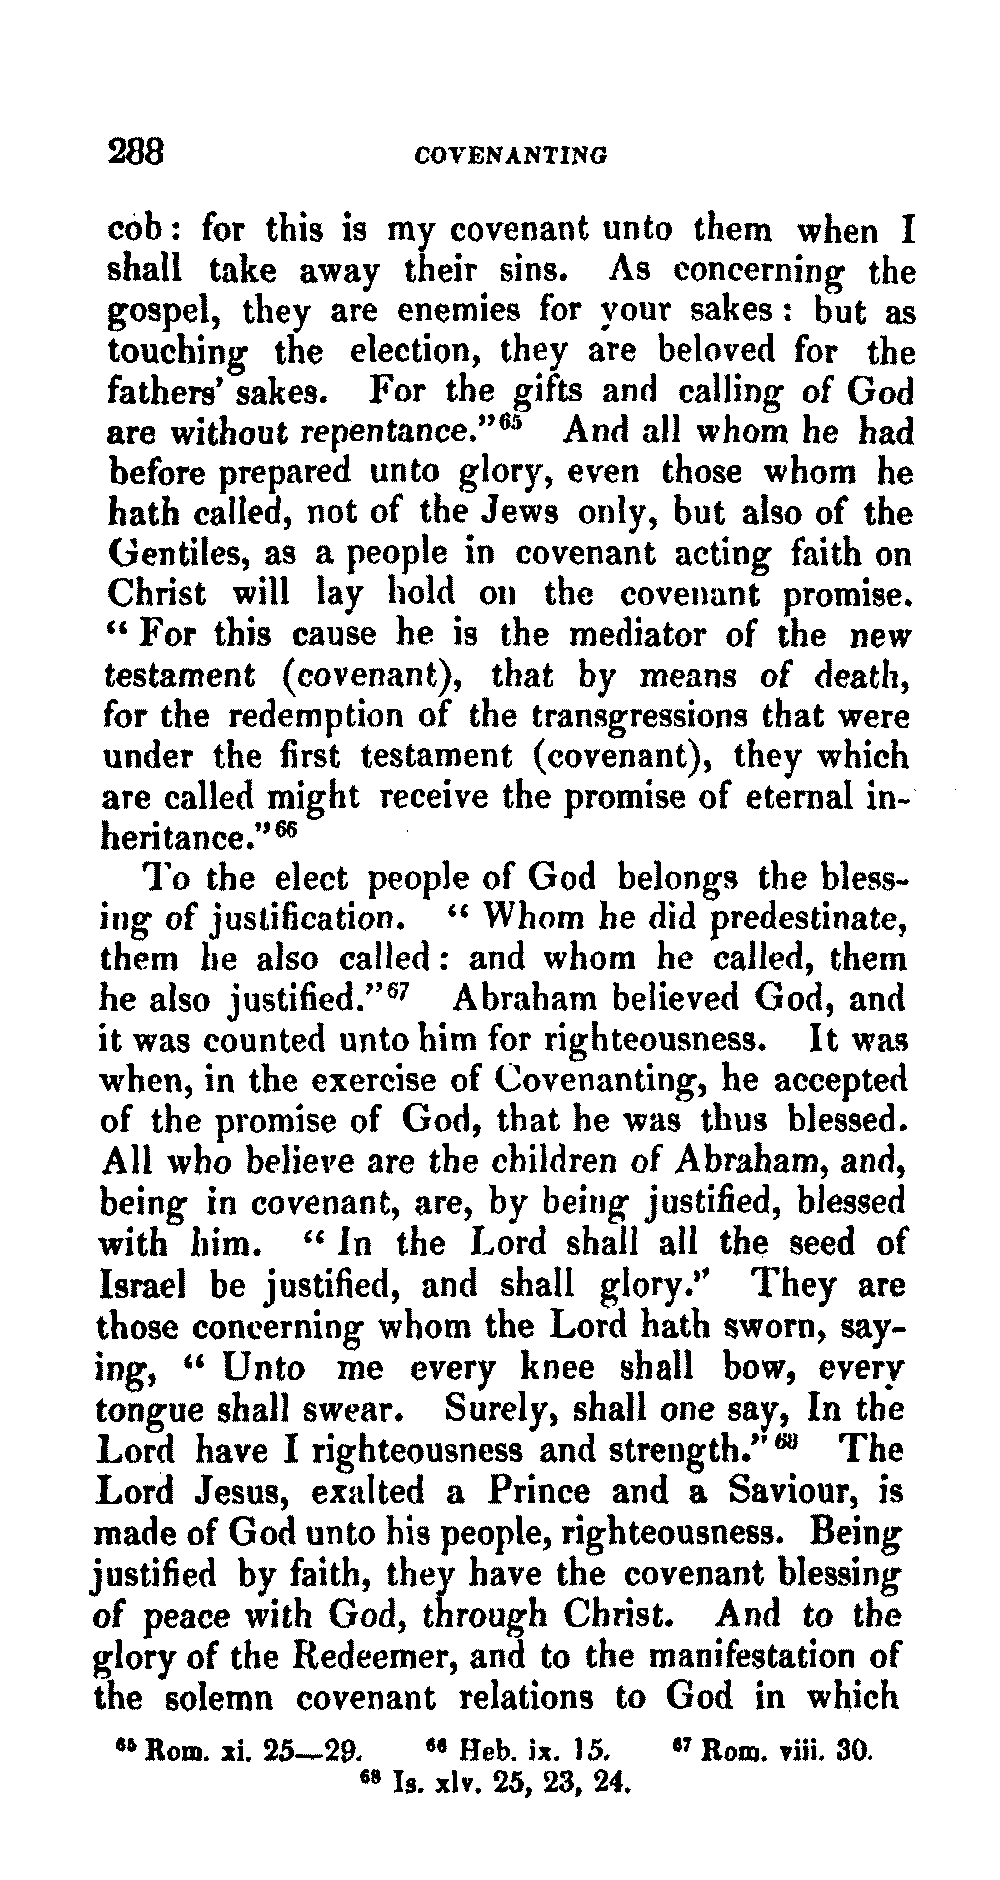 288 COVENANTING
cob : for this is my covenant unto them when I
shall take away their sins. As concerning the
gospel, they are enemies for your sakes : but as
touching the election, they are beloved for the
fathers' sakes. For the gifts and calling of God
are without repentance."⁶⁵ And all whom he had
before prepared unto glory, even those whom he
hath called, not of the Jews only, but also of the
Gentiles, as a people in covenant acting faith on
Christ will lay hold on the covenant promise.
“ For this cause he is the mediator of the new
testament (covenant), that by means of death,
for the redemption of the transgressions that were
under the first testament (covenant), they which
are called might receive the promise of eternal in-
heritance."⁶⁶
To the elect people of God belongs the bless-
ing of justification. “ Whom he did predestinate,
them he also called : and whom he called, them
he also justified."⁶⁷ Abraham believed God, and
it was counted unto him for righteousness. It was
when, in the exercise of Covenanting, he accepted
of the promise of God, that he was thus blessed.
All who believe are the children of Abraham, and,
being in covenant, are, by being justified, blessed
with him. “ In the Lord shall all the seed of
Israel be justified, and shall glory." They are
those concerning whom the Lord hath sworn, say-
ing, “ Unto me every knee shall bow, every
tongue shall swear. Surely, shall one say, In the
Lord have I righteousness and strength."⁶⁸ The
Lord Jesus, exalted a Prince and a Saviour, is
made of God unto his people, righteousness. Being
justified by faith, they have the covenant blessing
of peace with God, through Christ. And to the
glory of the Redeemer, and to the manifestation of
the solemn covenant relations to God in which
⁶⁵ Rom. xi. 25—29. ⁶⁶ Heb. ix. 15. ⁶⁷ Rom. viii. 30.
⁶⁸ Is. xlv. 25, 23, 24.